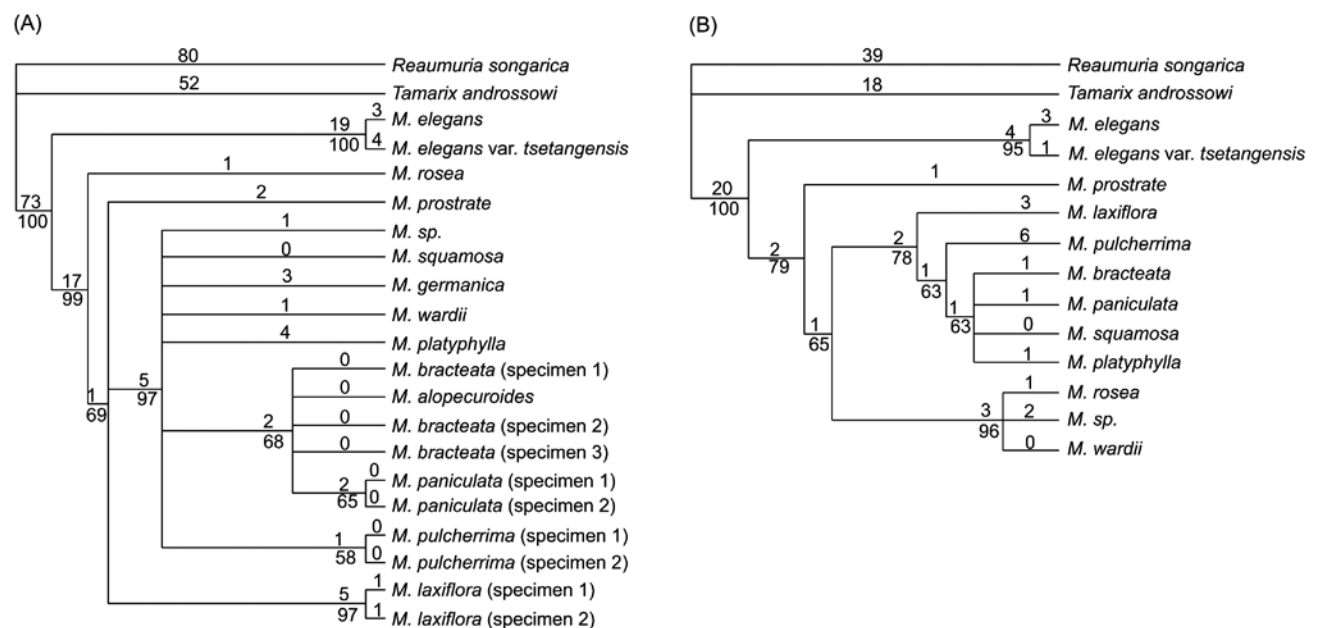 (A)
80
Reaumuria songarica
52
Tamarix androssowi
3
M. elegans
19
100
4
M. elegans var. tsetangensis
1
M. rosea
73
100
2
M. prostrate
1
M. sp.
0
M. squamosa
17
99
3
M. germanica
1
M. wardii
4
M. platyphylla
0
M. bracteata (specimen 1)
5
97
1
69
0
M. alopecuroides
2
68
0
M. bracteata (specimen 2)
0
M. bracteata (specimen 3)
2
65
0
M. paniculata (specimen 1)
0
M. paniculata (specimen 2)
1
58
0
M. pulcherrima (specimen 1)
0
M. pulcherrima (specimen 2)
5
97
1
M. laxiflora (specimen 1)
1
M. laxiflora (specimen 2)
(B)
39
Reaumuria songarica
18
Tamarix androssowi
3
M. elegans
4
95
1
M. elegans var. tsetangensis
20
100
1
M. prostrate
3
M. laxiflora
2
78
6
M. pulcherrima
2
79
1
63
1
M. bracteata
1
M. paniculata
1
63
0
M. squamosa
1
65
1
M. platyphylla
1
M. rosea
3
96
2
M. sp.
0
M. wardii